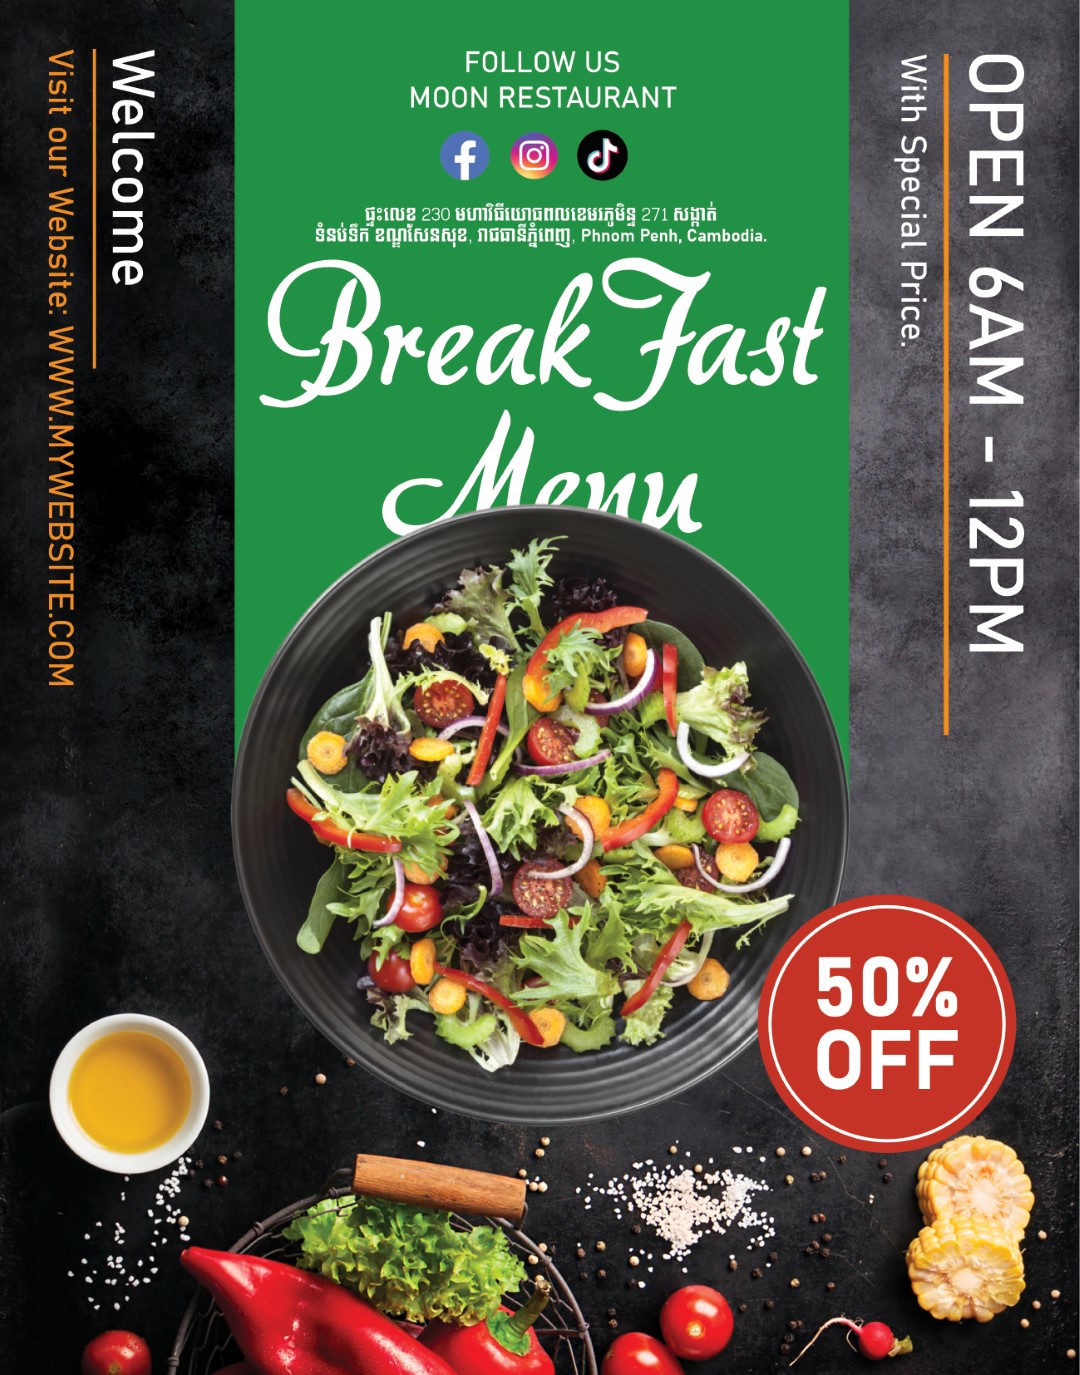 FOLLOW US
MOON RESTAURANT
ផ្ទះលេខ 230 មហាវិថីយោធពលខេមរភូមិន្ទ 271 សង្កាត់
ទំនប់ទឹក ខណ្ឌសែនសុខ, រាជធានីភ្នំពេញ, Phnom Penh, Cambodia.
BreakFast
Menu
Welcome
Visit our Website: WWW.MYWEBSITE.COM
OPEN 6AM - 12PM
With Special Price.
50%
OFF